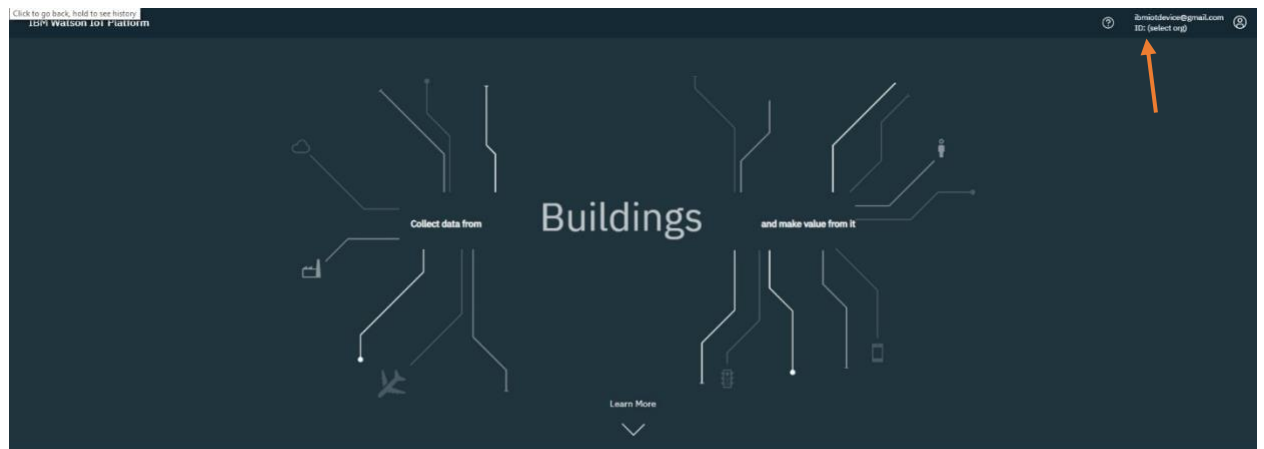 Click to go back, hold to see history
IBM Watson IoT Platform
ibmiotdevice@gmail.com
ID: (select org)
Collect data from
Buildings
and make value from it
Learn More